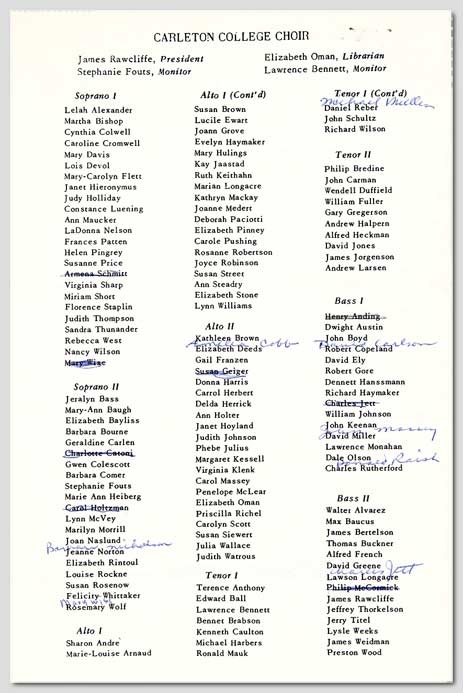 CARLETON COLLEGE CHOIR
James Rawcliffe, President
Stephanie Fouts, Monitor
Elizabeth Oman, Librarian
Lawrence Bennett, Monitor
Soprano I
Lelah Alexander
Martha Bishop
Cynthia Colwell
Caroline Cromwell
Mary Davis
Lois Devol
Mary-Carolyn Flett
Janet Hieronymus
Judy Holliday
Constance Luening
Ann Maucker
LaDonna Nelson
Frances Patten
Helen Pingrey
Susanne Price
Armena Schmitt
Virginia Sharp
Miriam Short
Florence Staplin
Judith Thompson
Sandra Thunander
Rebecca West
Nancy Wilson
Mary Wise
Soprano II
Jeralyn Bass
Mary-Ann Baugh
Elizabeth Bayliss
Barbara Bourne
Geraldine Carlen
Charlotte Catoni
Gwen Colescott
Barbara Comer
Stephanie Fouts
Marie Ann Heiberg
Carol Holtzman
Lynn McVey
Marilyn Morrill
Joan Naslund
Barbara Nicholson
Jeanne Norton
Elizabeth Rintoul
Louise Rockne
Susan Rosenow
Felicity Whittaker
Mary Wise
Rosemary Wolf
Alto I
Sharon Andre'
Marie-Louise Arnaud
Alto I (Cont'd)
Susan Brown
Lucile Ewart
Joann Grove
Evelyn Haymaker
Mary Hulings
Kay Jaastad
Ruth Keithahn
Marian Longacre
Kathryn Mackay
Joanne Medert
Deborah Paciotti
Elizabeth Pinney
Carole Pushing
Rosanne Robertson
Joyce Robinson
Susan Street
Ann Steadry
Elizabeth Stone
Lynn Williams
Alto II
Kathleen Brown
Cobb
Elizabeth Deeds
Gail Franzen
Susan Geiger
Donna Harris
Carrol Herbert
Delda Herrick
Ann Holter
Janet Hoyland
Judith Johnson
Phebe Julius
Margaret Kessell
Virginia Klenk
Carol Massey
Penelope McLear
Elizabeth Oman
Priscilla Richel
Carolyn Scott
Susan Siewert
Julia Wallace
Judith Watrous
Tenor I
Terence Anthony
Edward Ball
Lawrence Bennett
Bennet Brabson
Kenneth Caulton
Michael Harbers
Ronald Mauk
Tenor I (Cont'd)
Michael Mullen
Daniel Reber
John Schultz
Richard Wilson
Tenor II
Philip Bredine
John Carman
Wendell Duffield
William Fuller
Gary Gregerson
Andrew Halpern
Alfred Heckman
David Jones
James Jorgenson
Andrew Larsen
Bass I
Henry Anding
Dwight Austin
John Boyd
Carlson
Robert Copeland
David Ely
Robert Gore
Dennett Hanssmann
Richard Haymaker
Charles Jett
William Johnson
John Keenan
Massey
David Miller
Lawrence Monahan
Dale Olson
Donald Raish
Charles Rutherford
Bass II
Walter Alvarez
Max Baucus
James Bertelson
Thomas Buckner
Alfred French
David Greene
Charles Jett
Lawson Longacre
Philip McCormick
James Rawcliffe
Jeffrey Thorkelson
Jerry Titel
Lysle Weeks
James Weidman
Preston Wood